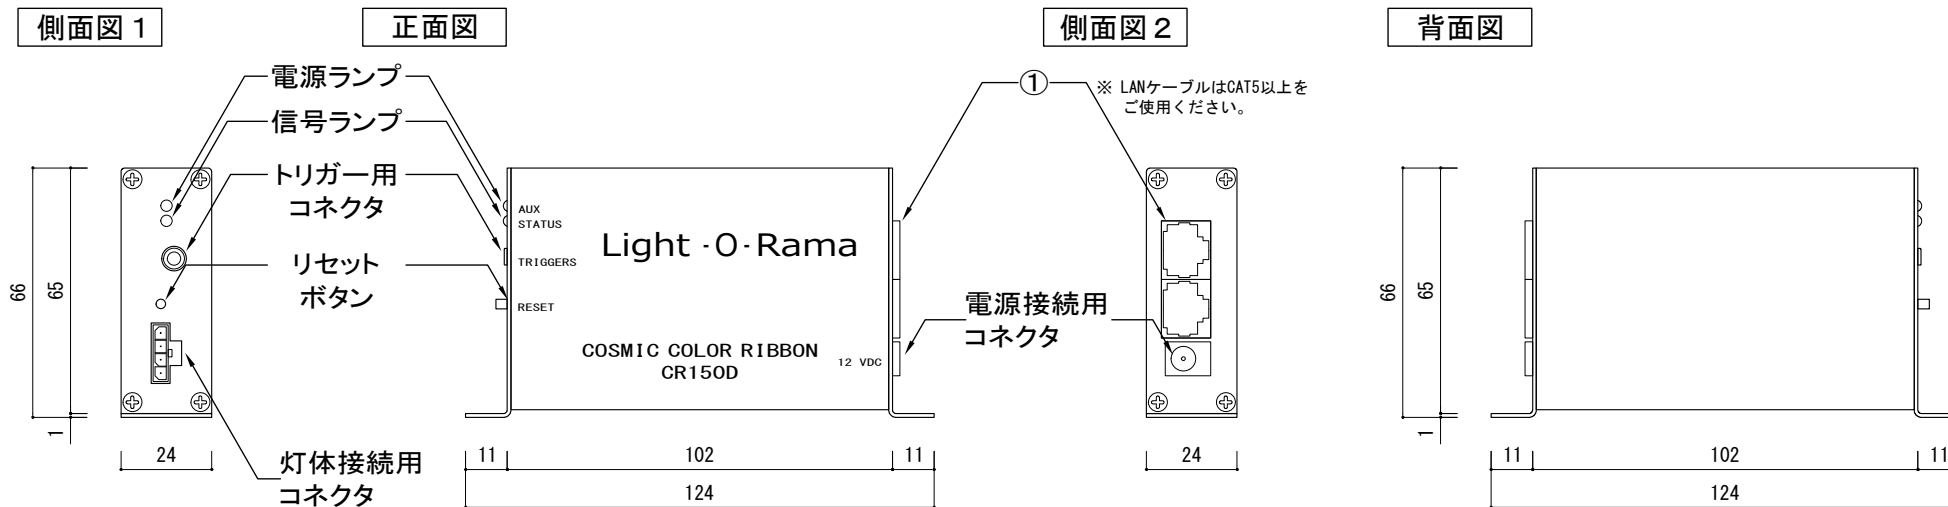 側面図 1
正面図
側面図 2
背面図
電源ランプ
信号ランプ
トリガー用
コネクタ
リセット
ボタン
灯体接続用
コネクタ
①
※ LANケーブルはCAT5以上を
ご使用ください。
電源接続用
コネクタ
AUX
STATUS
TRIGGERS
RESET
Light-O-Rama
COSMIC COLOR RIBBON
CR150D
12 VDC
66
65
1
24
11
102
11
124
24
66
65
1
11
102
11
124